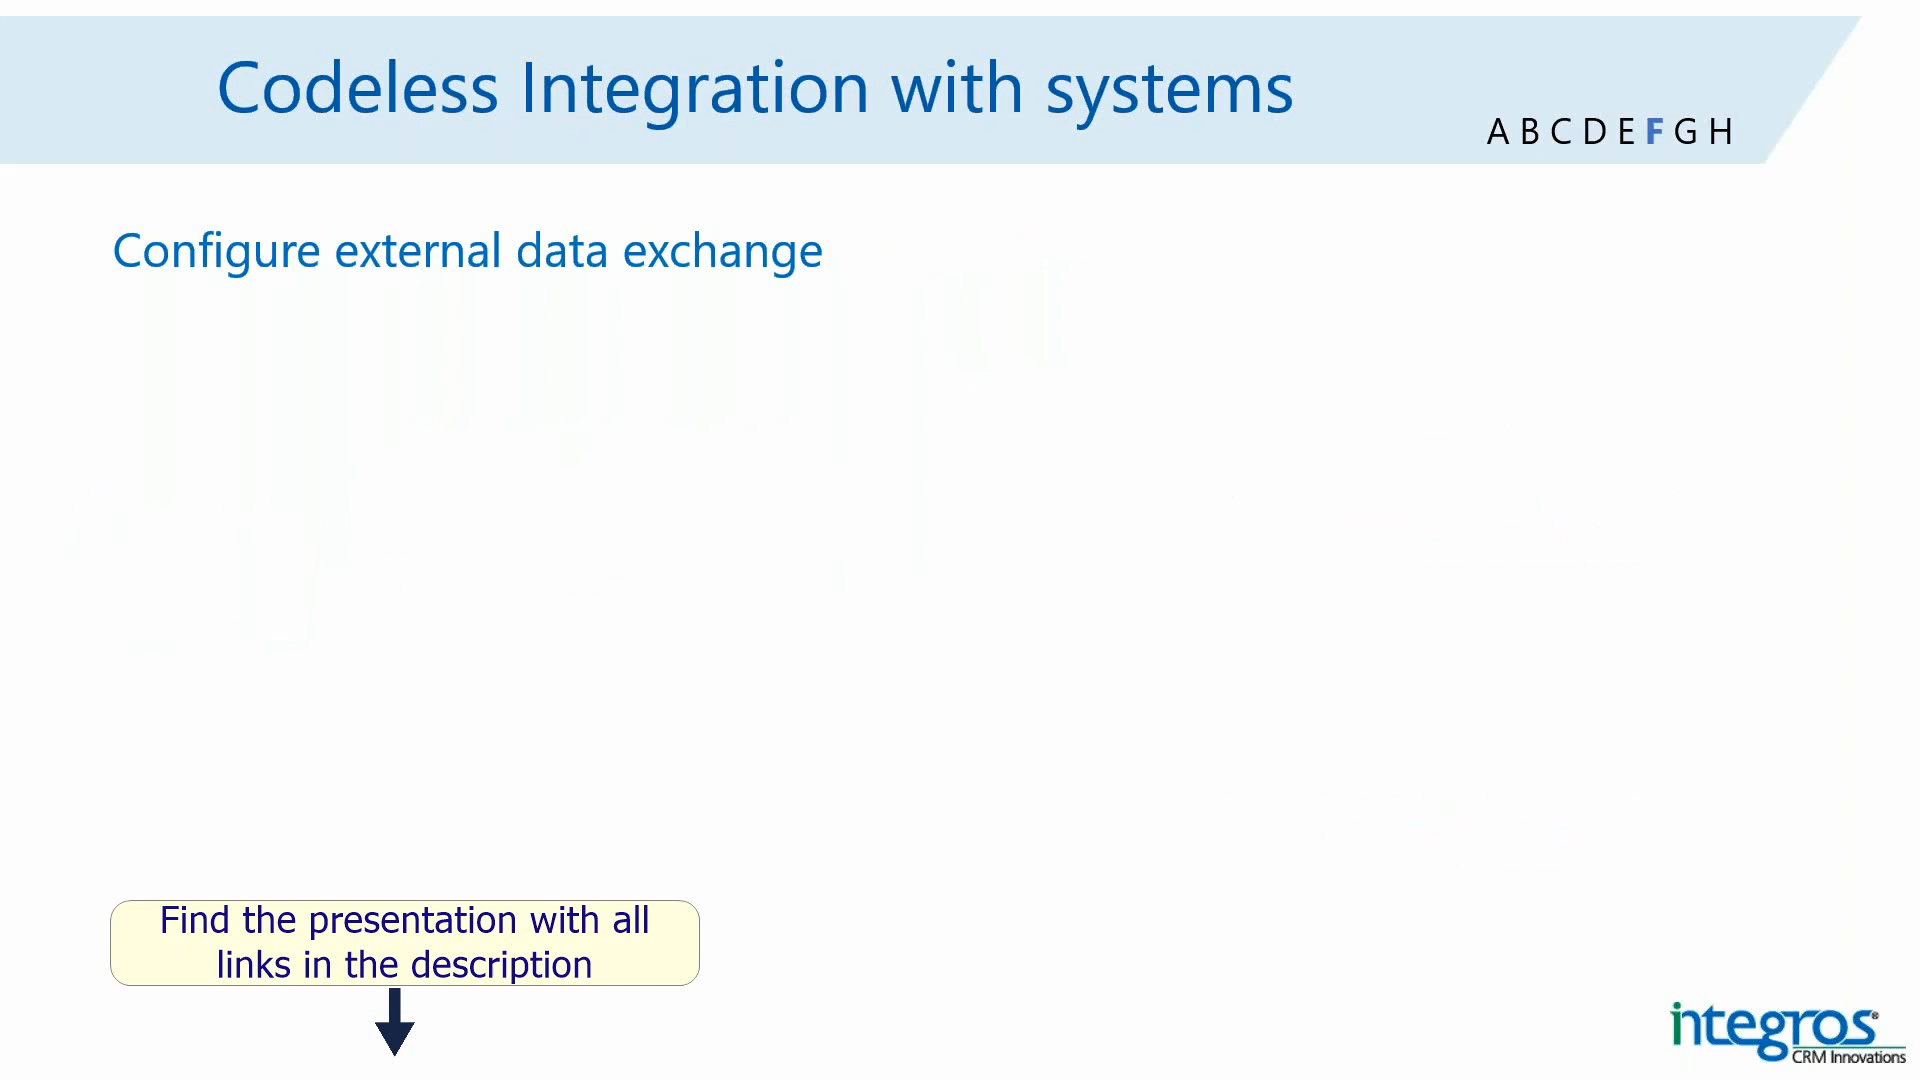 Codeless Integration with systems
A B C D E F G H
Configure external data exchange
Find the presentation with all
links in the description
integros®
CRM Innovations